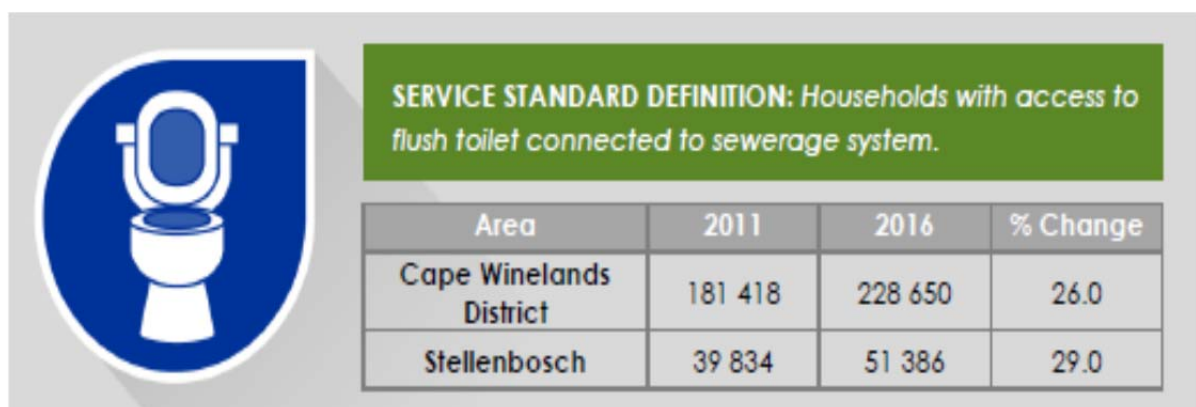 SERVICE STANDARD DEFINITION: Households with access to
flush toilet connected to sewerage system.
Area 2011 2016 % Change
Cape Winelands
District 181 418 228 650 26.0
Stellenbosch 39 834 51 386 29.0